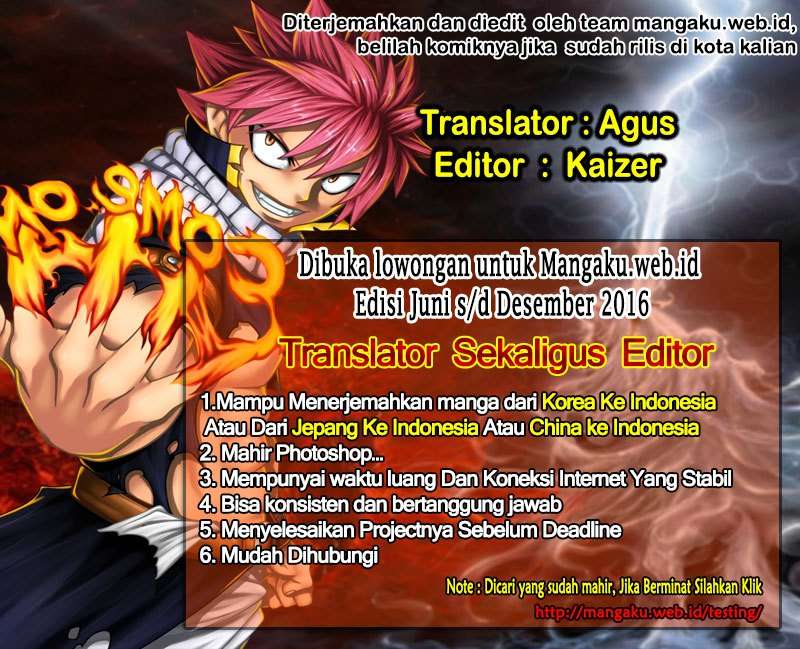 Diterjemahkan dan diedit oleh team mangaku.web.id,
belilah komiknya jika sudah rilis di kota kalian
Translator : Agus
Editor : Kaizer
COME ON
Dibuka lowongan untuk Mangaku.web.id
Edisi Juni s/d Desember 2016
Translator Sekaligus Editor
1.Mampu Menerjemahkan manga dari Korea Ke Indonesia
Atau Dari Jepang Ke Indonesia Atau China ke Indonesia
2. Mahir Photoshop...
3. Mempunyai waktu luang Dan Koneksi Internet Yang Stabil
4. Bisa konsisten dan bertanggung jawab
5. Menyelesaikan Projectnya Sebelum Deadline
6. Mudah Dihubungi
Note : Dicari yang sudah mahir, Jika Berminat Silahkan Klik
http://mangaku.web.id/testing/